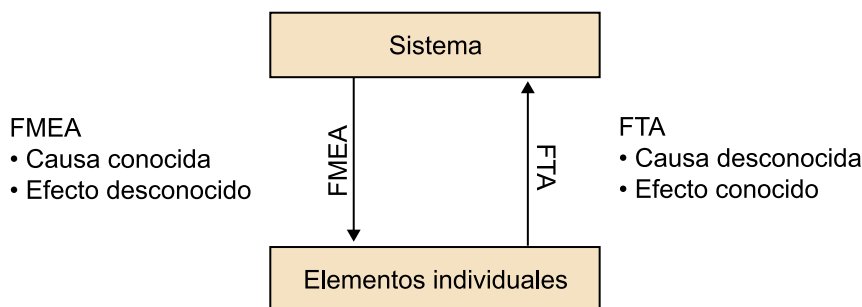 Sistema
FMEA
• Causa conocida
• Efecto desconocido
FMEA
FTA
FTA
• Causa desconocida
• Efecto conocido
Elementos individuales